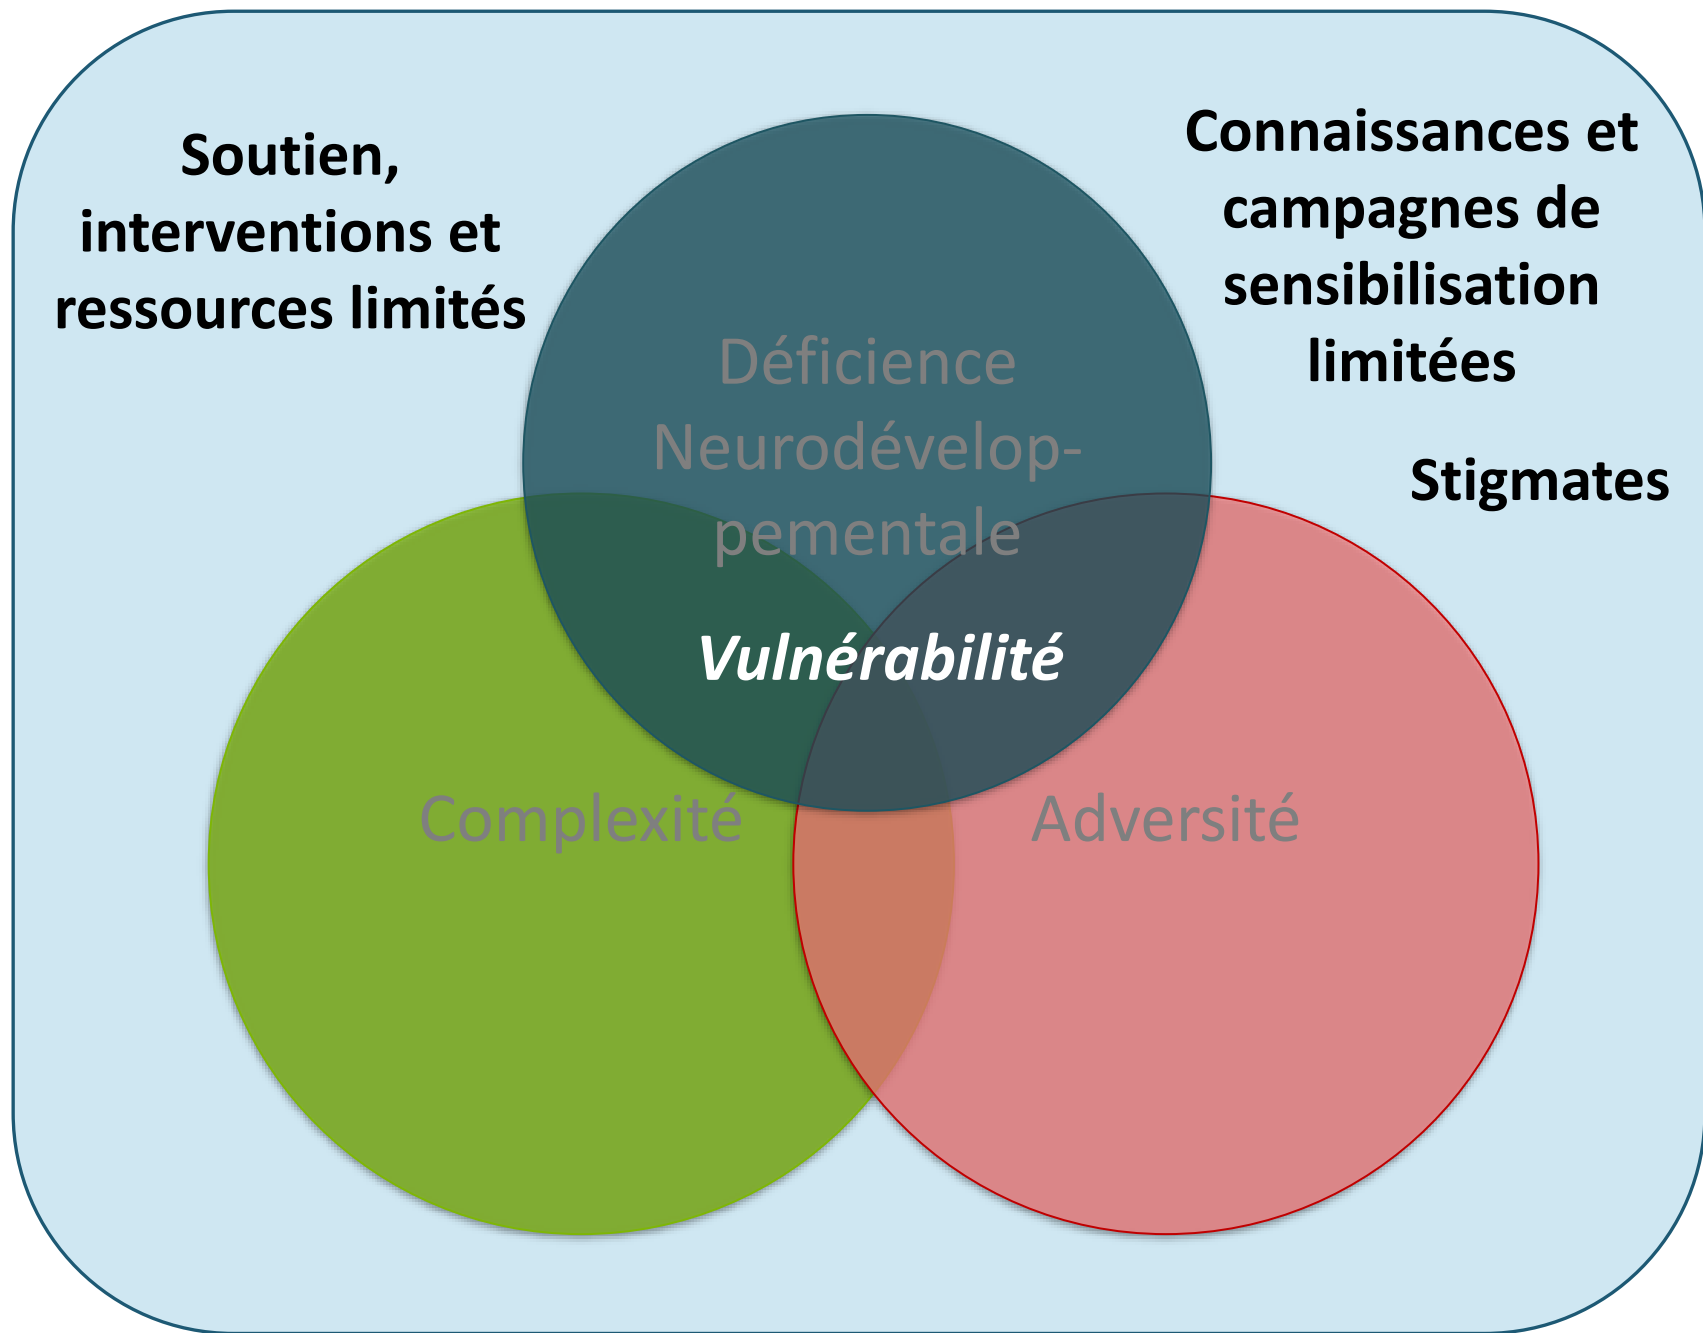 Soutien,
interventions et
ressources limités
Connaissances et
campagnes de
sensibilisation
limitées
Stigmates
Déficience
Neurodévelop-
pementale
Vulnérabilité
Complexité
Adversité